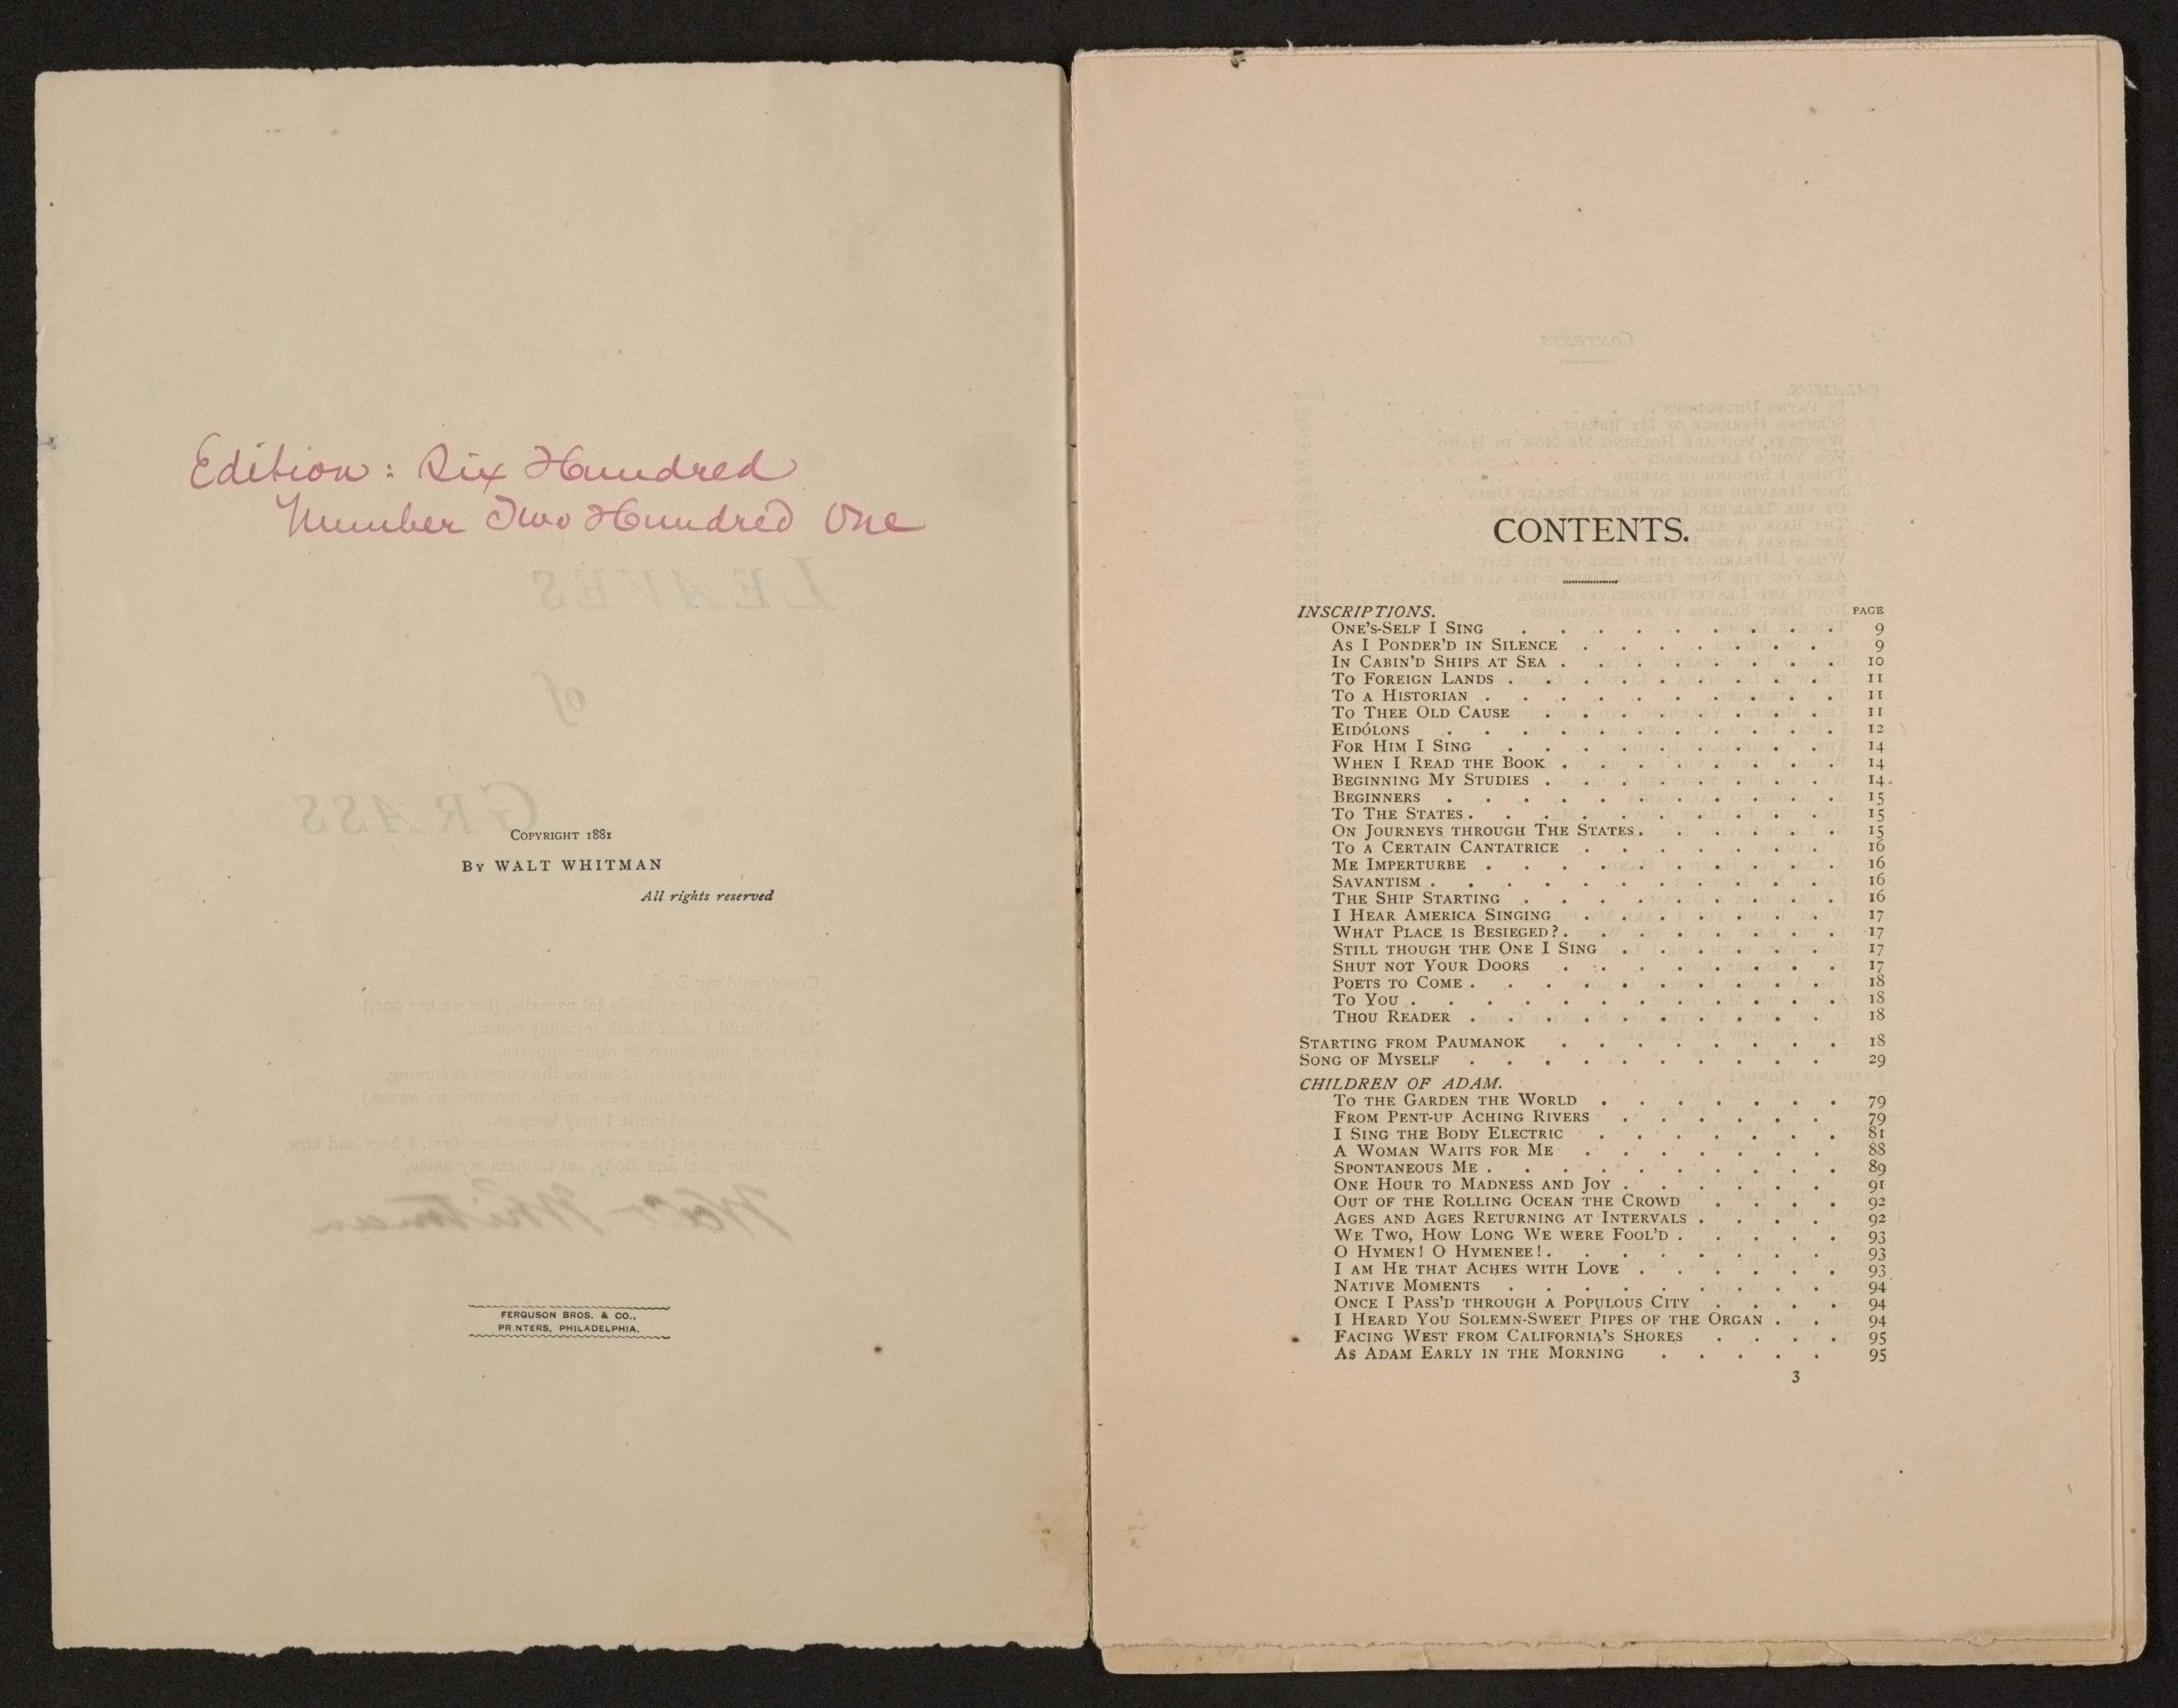 Edition: Six Hundred
Number Two Hundred One
LEAVES
of
GRASS
COPYRIGHT 1881
BY WALT WHITMAN
All rights reserved
Walt Whitman
FERGUSON BROS. & CO.,
PR.NTERS, PHILADELPHIA.
CONTENTS.
INSCRIPTIONS. PAGE
ONE'S-SELF I SING . . . . . . . . . 9
AS I PONDER'D IN SILENCE . . . . . . . 9
IN CABIN'D SHIPS AT SEA . . . . . . . . 10
TO FOREIGN LANDS . . . . . . . . . 11
TO A HISTORIAN . . . . . . . . . . 11
TO THEE OLD CAUSE . . . . . . . . 11
EIDÓLONS . . . . . . . . . . . 12
FOR HIM I SING . . . . . . . . . 14
WHEN I READ THE BOOK . . . . . . . . 14
BEGINNING MY STUDIES . . . . . . . . 14
BEGINNERS . . . . . . . . . . . 15
TO THE STATES . . . . . . . . . . 15
ON JOURNEYS THROUGH THE STATES . . . . . . 15
TO A CERTAIN CANTATRICE . . . . . . . 16
ME IMPERTURBE . . . . . . . . . . 16
SAVANTISM . . . . . . . . . . . 16
THE SHIP STARTING . . . . . . . . . 16
I HEAR AMERICA SINGING . . . . . . . 17
WHAT PLACE IS BESIEGED? . . . . . . . . 17
STILL THOUGH THE ONE I SING . . . . . . 17
SHUT NOT YOUR DOORS . . . . . . . . 17
POETS TO COME . . . . . . . . . . 18
TO YOU . . . . . . . . . . . . 18
THOU READER . . . . . . . . . . 18
STARTING FROM PAUMANOK . . . . . . . . 18
SONG OF MYSELF . . . . . . . . . . 29
CHILDREN OF ADAM.
TO THE GARDEN THE WORLD . . . . . . . 79
FROM PENT-UP ACHING RIVERS . . . . . . 79
I SING THE BODY ELECTRIC . . . . . . . 81
A WOMAN WAITS FOR ME . . . . . . . 88
SPONTANEOUS ME . . . . . . . . . . 89
ONE HOUR TO MADNESS AND JOY . . . . . . 91
OUT OF THE ROLLING OCEAN THE CROWD . . . . 92
AGES AND AGES RETURNING AT INTERVALS . . . . 92
WE TWO, HOW LONG WE WERE FOOL'D . . . . . 93
O HYMEN! O HYMENEE! . . . . . . . . 93
I AM HE THAT ACHES WITH LOVE . . . . . . 93
NATIVE MOMENTS . . . . . . . . . 94
ONCE I PASS'D THROUGH A POPULOUS CITY . . . . 94
I HEARD YOU SOLEMN-SWEET PIPES OF THE ORGAN . . 94
FACING WEST FROM CALIFORNIA'S SHORES . . . . 95
AS ADAM EARLY IN THE MORNING . . . . . 95
3